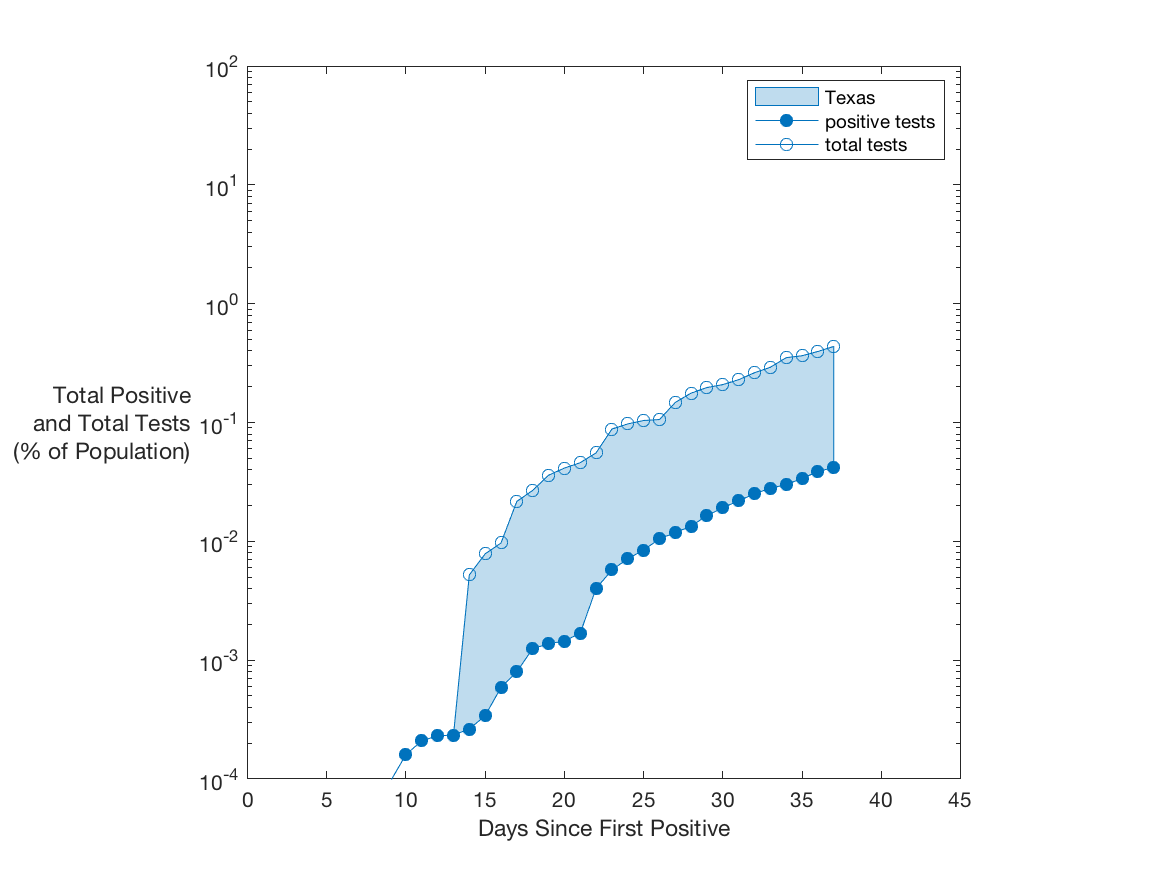 10^2
10^1
10^0
10^-1
10^-2
10^-3
10^-4
Total Positive
and Total Tests
(% of Population)
Texas
positive tests
total tests
0 5 10 15 20 25 30 35 40 45
Days Since First Positive